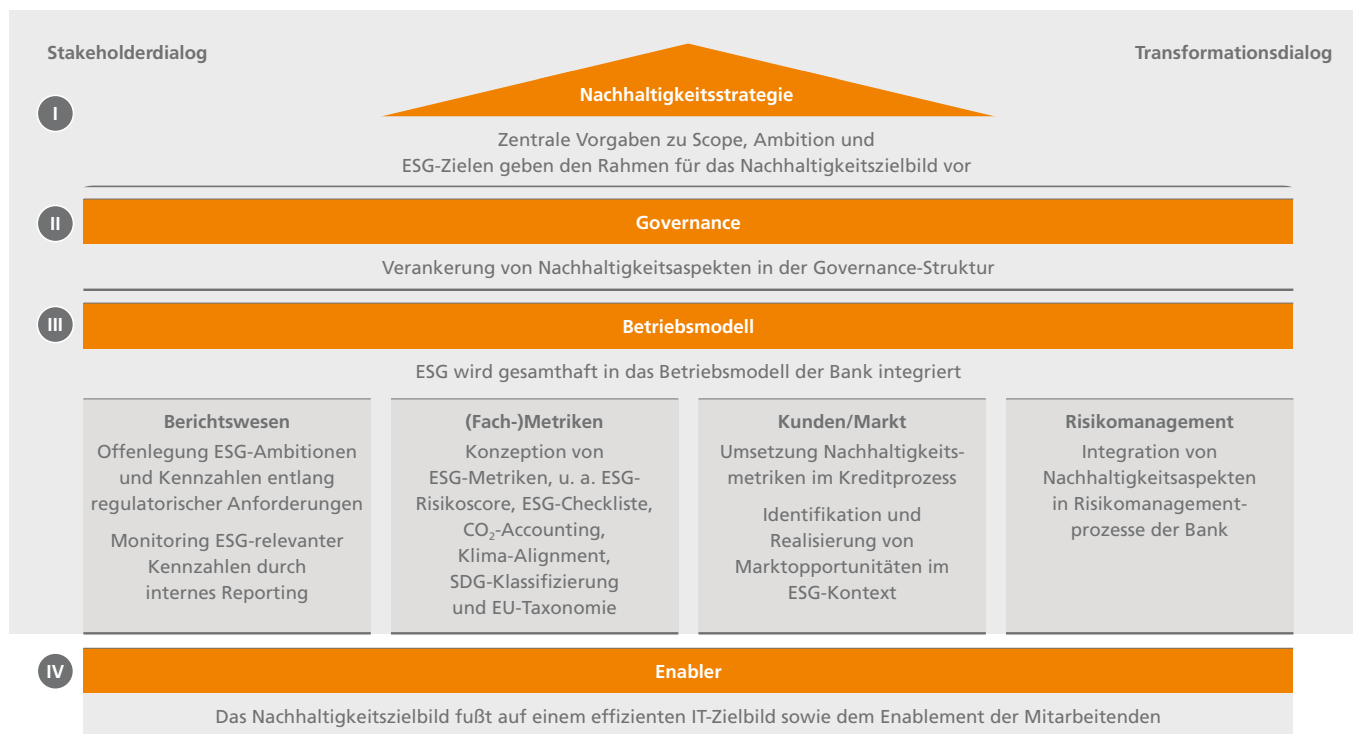 Stakeholderdialog
Transformationsdialog
I
Nachhaltigkeitsstrategie
Zentrale Vorgaben zu Scope, Ambition und
ESG-Zielen geben den Rahmen für das Nachhaltigkeitszielbild vor
II
Governance
Verankerung von Nachhaltigkeitsaspekten in der Governance-Struktur
III
Betriebsmodell
ESG wird gesamthaft in das Betriebsmodell der Bank integriert
Berichtswesen
Offenlegung ESG-Ambitionen
und Kennzahlen entlang
regulatorischer Anforderungen
Monitoring ESG-relevanter
Kennzahlen durch
internes Reporting
(Fach-)Metriken
Konzeption von
ESG-Metriken, u. a. ESG-
Risikoscore, ESG-Checkliste,
CO₂-Accounting,
Klima-Alignment,
SDG-Klassifizierung
und EU-Taxonomie
Kunden/Markt
Umsetzung Nachhaltigkeits-
metriken im Kreditprozess
Identifikation und
Realisierung von
Marktopportunitäten im
ESG-Kontext
Risikomanagement
Integration von
Nachhaltigkeitsaspekten
in Risikomanagement-
prozesse der Bank
IV
Enabler
Das Nachhaltigkeitszielbild fußt auf einem effizienten IT-Zielbild sowie dem Enablement der Mitarbeitenden